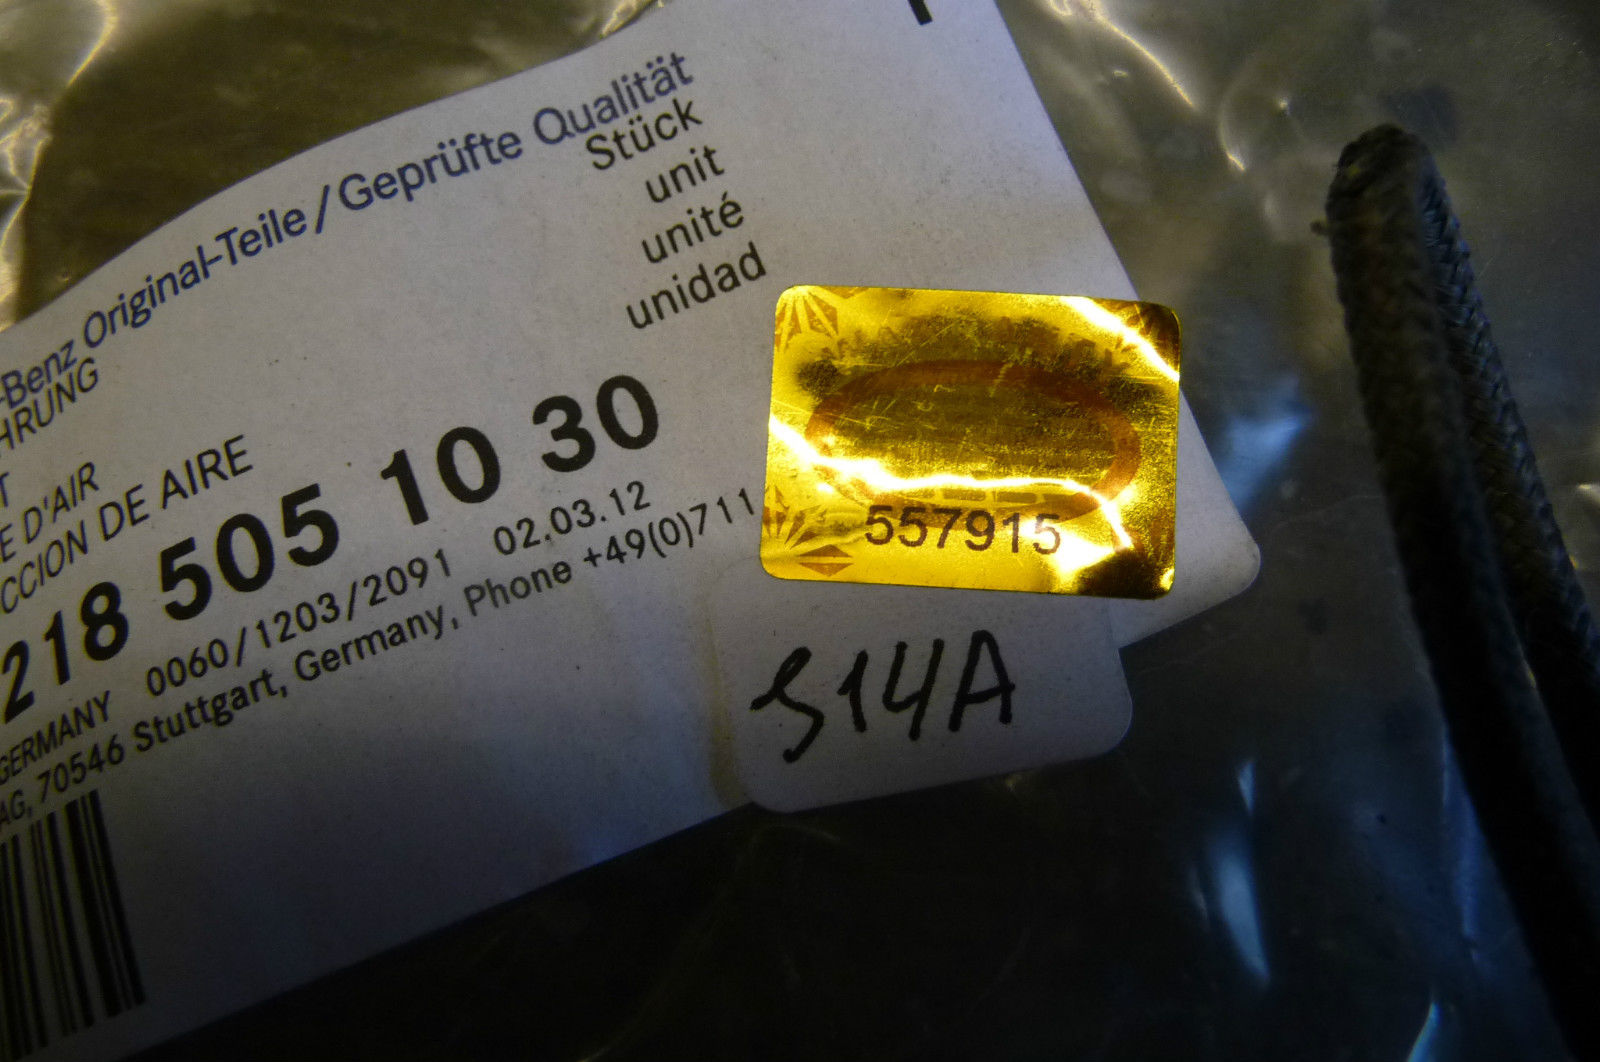 -Benz Original-Teile/Geprüfte Qualität
Stück
unit
unité
unidad
HRUNG
T
E D'AIR
CCION DE AIRE
218 505 10 30
GERMANY 0060/1203/2091 02.03.12
AG, 70546 Stuttgart, Germany, Phone +49(0)711
557915
S14A